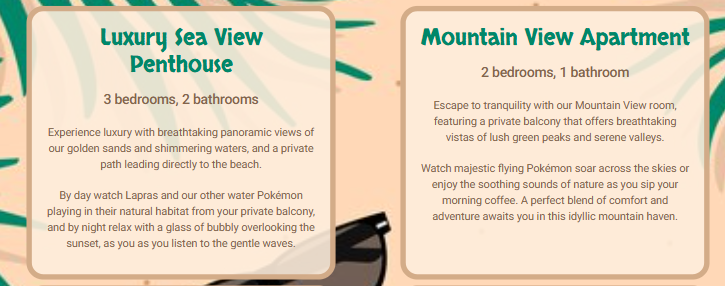 Luxury Sea View
Penthouse
3 bedrooms, 2 bathrooms
Experience luxury with breathtaking panoramic views of
our golden sands and shimmering waters, and a private
path leading directly to the beach.
By day watch Lapras and our other water Pokémon
playing in their natural habitat from your private balcony,
and by night relax with a glass of bubbly overlooking the
sunset, as you as you listen to the gentle waves.
Mountain View Apartment
2 bedrooms, 1 bathroom
Escape to tranquility with our Mountain View room,
featuring a private balcony that offers breathtaking
vistas of lush green peaks and serene valleys.
Watch majestic flying Pokémon soar across the skies or
enjoy the soothing sounds of nature as you sip your
morning coffee. A perfect blend of comfort and
adventure awaits you in this idyllic mountain haven.